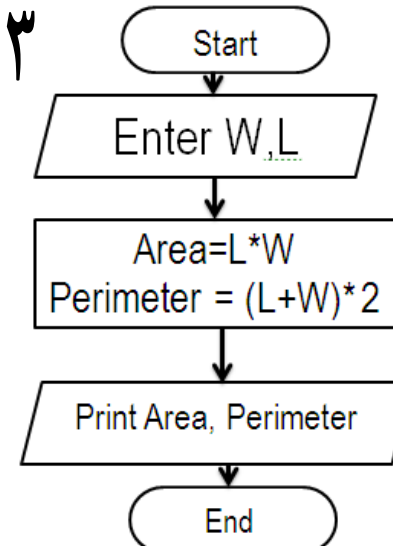 ٣
Start
Enter W,L
Area=L*W
Perimeter = (L+W)*2
Print Area, Perimeter
End